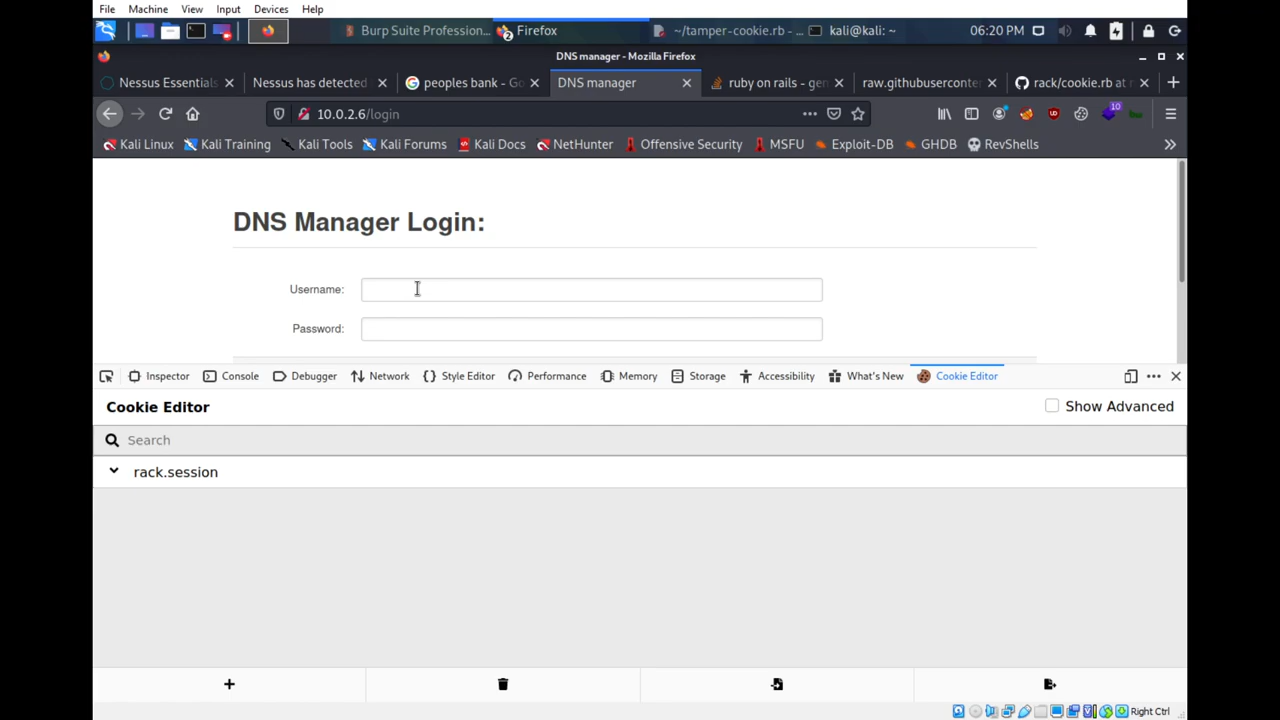 File Machine View Input Devices Help
Burp Suite Profession... Firefox ~/tamper-cookie.rb - ... kali@kali: ~ 06:20 PM
2
DNS manager - Mozilla Firefox
Nessus Essentials Nessus has detected peoples bank - Go DNS manager ruby on rails - gen raw.githubuserconte rack/cookie.rb at
10.0.2.6/login
10
Kali Linux Kali Training Kali Tools Kali Forums Kali Docs NetHunter Offensive Security MSFU Exploit-DB GHDB RevShells
DNS Manager Login:
Username:
Password:
Inspector Console Debugger Network Style Editor Performance Memory Storage Accessibility What's New Cookie Editor
Cookie Editor Show Advanced
Search
rack.session
Right Ctrl